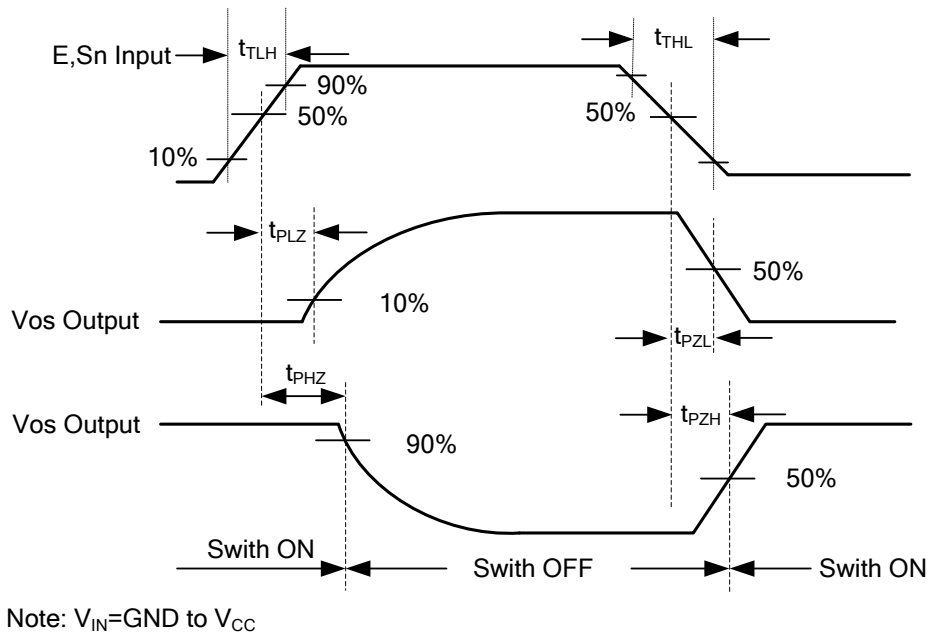 E,Sn Input
tTLH
tTHL
90%
50%
50%
10%
tPLZ
50%
10%
Vos Output
tPZL
tPHZ
tPZH
Vos Output
90%
50%
Swith ON
Swith OFF
Swith ON
Note: VIN=GND to VCC